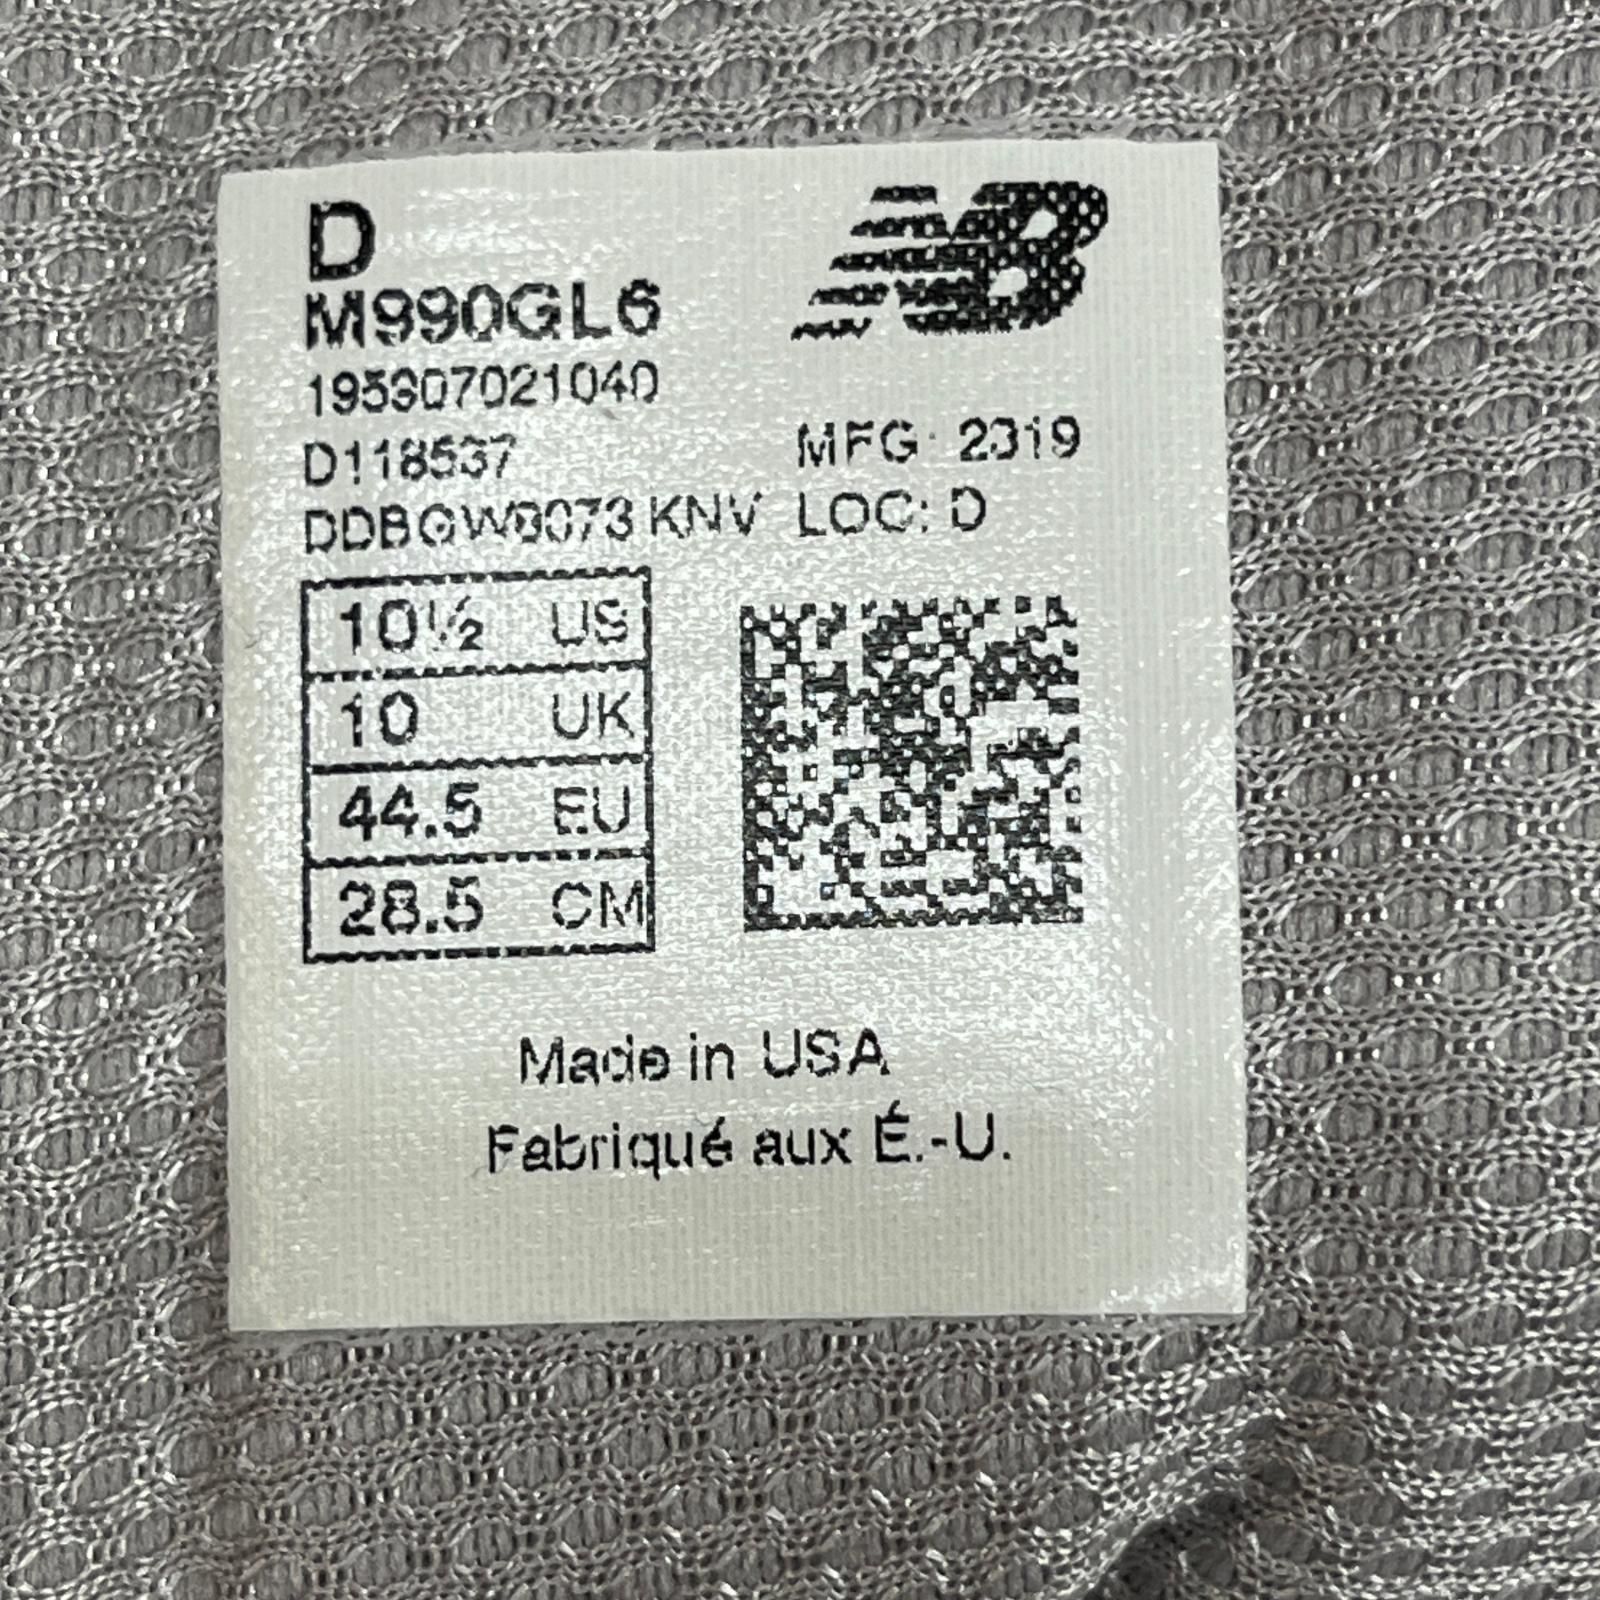 D
M990GL6
195907021040
D118537
MFG: 2319
DDBGW0073 KNV LOC: D
10½ US
10 UK
44.5 EU
28.5 CM
Made in USA
Fabriqué aux É.-U.